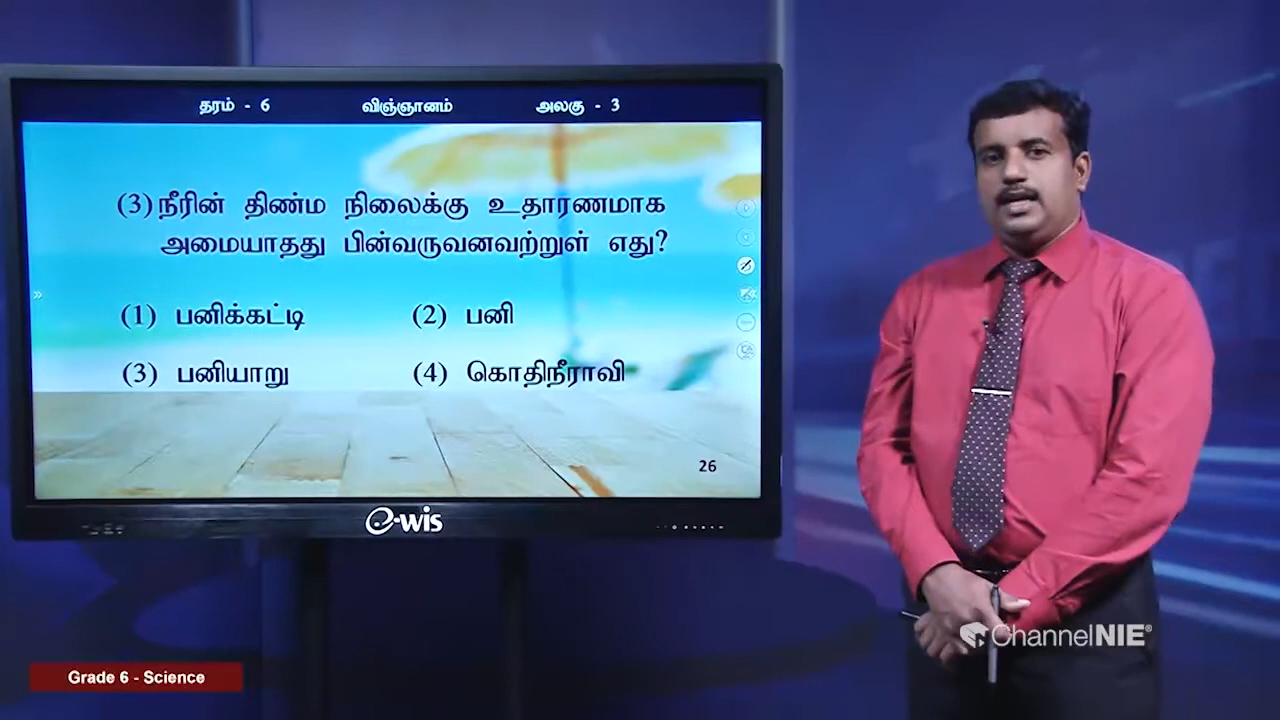 தரம் - 6 விஞ்ஞானம் அலகு - 3
(3) நீரின் திண்ம நிலைக்கு உதாரணமாக
அமையாதது பின்வருவனவற்றுள் எது?
(1) பனிக்கட்டி (2) பனி
(3) பனியாறு (4) கொதிநீராவி
26
e-wis
ChannelNIE®
Grade 6 - Science